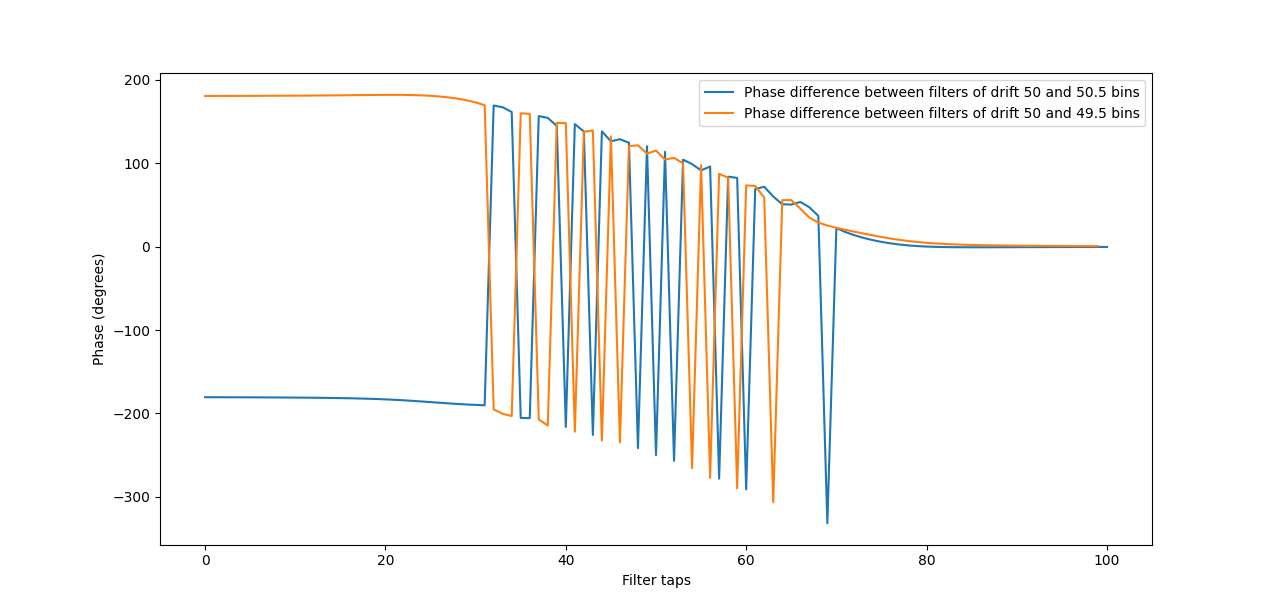 Phase difference between filters of drift 50 and 50.5 bins
Phase difference between filters of drift 50 and 49.5 bins
Phase (degrees)
200
100
0
−100
−200
−300
0 20 40 60 80 100
Filter taps